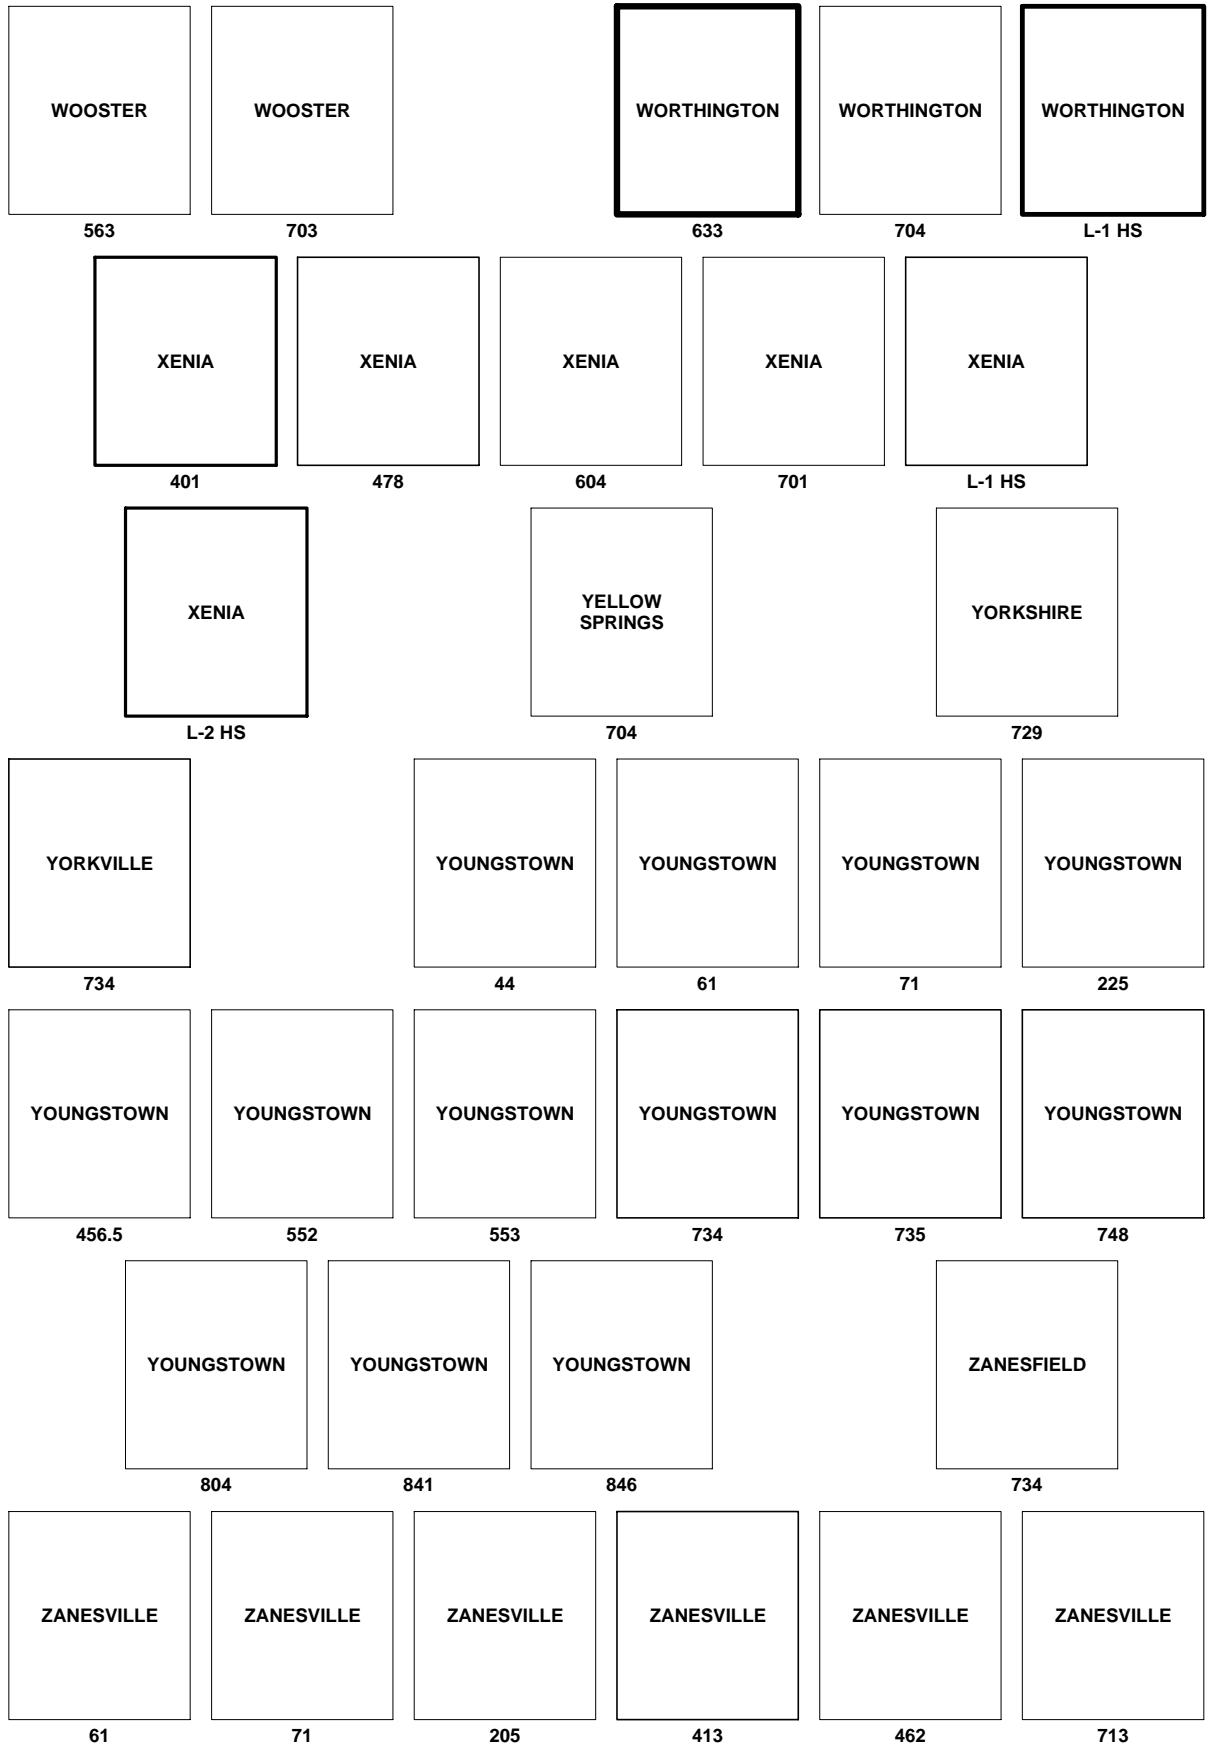 WOOSTER WOOSTER WORTHINGTON WORTHINGTON WORTHINGTON
563 703 633 704 L-1 HS
XENIA XENIA XENIA XENIA XENIA
401 478 604 701 L-1 HS
XENIA YELLOW SPRINGS YORKSHIRE
L-2 HS 704 729
YORKVILLE YOUNGSTOWN YOUNGSTOWN YOUNGSTOWN YOUNGSTOWN
734 44 61 71 225
YOUNGSTOWN YOUNGSTOWN YOUNGSTOWN YOUNGSTOWN YOUNGSTOWN YOUNGSTOWN
456.5 552 553 734 735 748
YOUNGSTOWN YOUNGSTOWN YOUNGSTOWN ZANESFIELD
804 841 846 734
ZANESVILLE ZANESVILLE ZANESVILLE ZANESVILLE ZANESVILLE ZANESVILLE
61 71 205 413 462 713